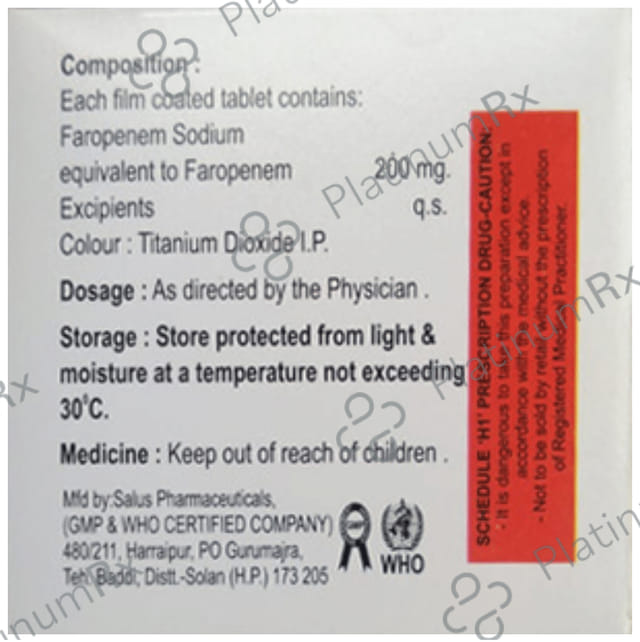 Composition :
Each film coated tablet contains:
Faropenem Sodium
equivalent to Faropenem 200 mg.
Excipients q.s.
Colour : Titanium Dioxide I.P.
Dosage : As directed by the Physician .
Storage : Store protected from light &
moisture at a temperature not exceeding
30°C.
Medicine : Keep out of reach of children .
Mfd by:Salus Pharmaceuticals,
(GMP & WHO CERTIFIED COMPANY)
480/211, Harraipur, PO Gurumajra,
Teh. Baddi, Distt.-Solan (H.P.) 173 205
WHO
SCHEDULE 'H1' PRESCRIPTION DRUG-CAUTION:
- It is dangerous to take this preparation except in
accordance with the medical advice.
- Not to be sold by retail without the prescription
of Registered Medical Practitioner.
PlatinumRx
PlatinumRx
PlatinumRx